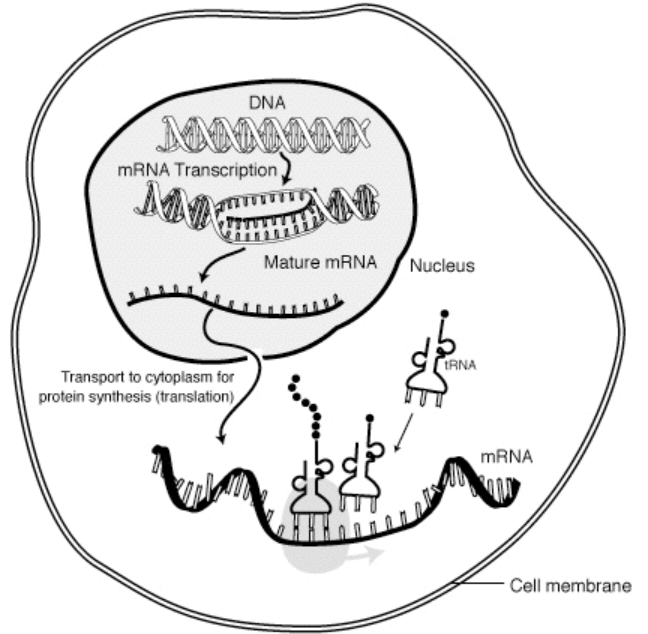 DNA
mRNA Transcription
Mature mRNA
Nucleus
tRNA
Transport to cytoplasm for
protein synthesis (translation)
mRNA
Cell membrane